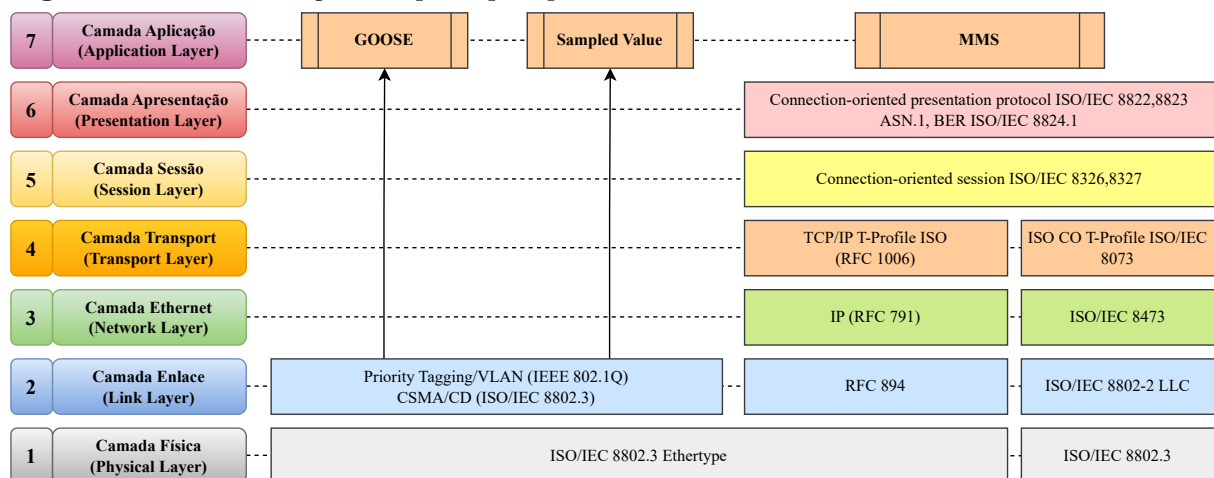 7
Camada Aplicação
(Application Layer)
GOOSE
Sampled Value
MMS
6
Camada Apresentação
(Presentation Layer)
Connection-oriented presentation protocol ISO/IEC 8822,8823
ASN.1, BER ISO/IEC 8824.1
5
Camada Sessão
(Session Layer)
Connection-oriented session ISO/IEC 8326,8327
4
Camada Transport
(Transport Layer)
TCP/IP T-Profile ISO
(RFC 1006)
ISO CO T-Profile ISO/IEC
8073
3
Camada Ethernet
(Network Layer)
IP (RFC 791)
ISO/IEC 8473
2
Camada Enlace
(Link Layer)
Priority Tagging/VLAN (IEEE 802.1Q)
CSMA/CD (ISO/IEC 8802.3)
RFC 894
ISO/IEC 8802-2 LLC
1
Camada Física
(Physical Layer)
ISO/IEC 8802.3 Ethertype
ISO/IEC 8802.3